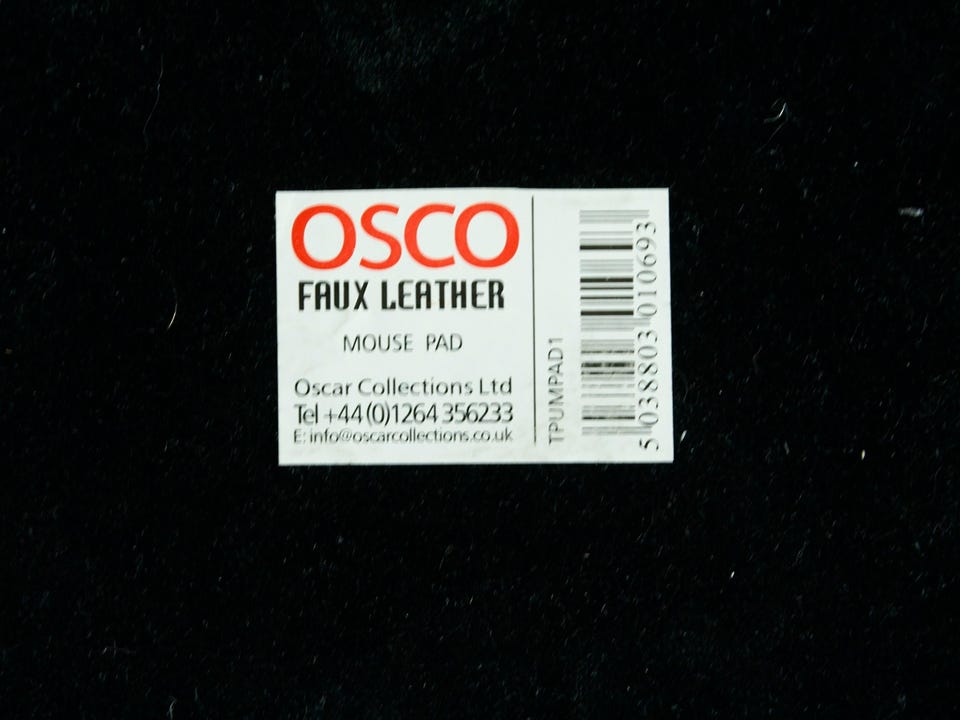 OSCO
FAUX LEATHER
MOUSE PAD
Oscar Collections Ltd
Tel +44(0)1264 356233
E: info@oscarcollections.co.uk
TPUMPAD1
5 038803 010693